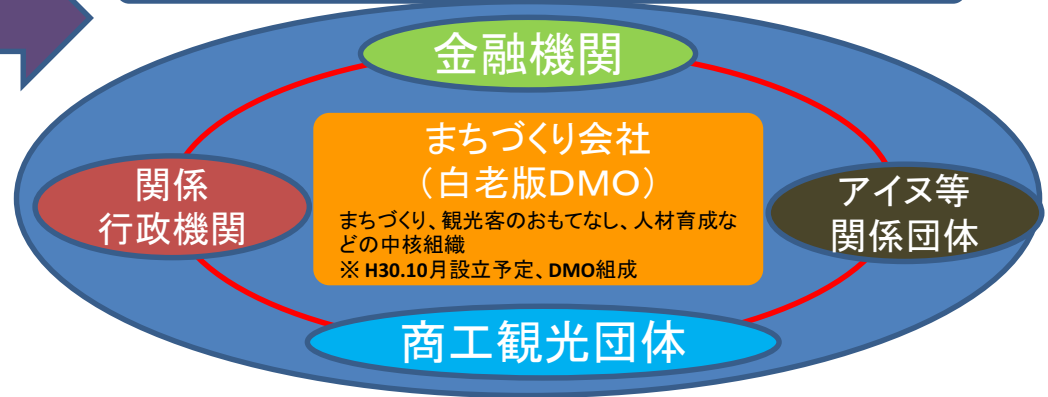 金融機関
まちづくり会社
（白老版DMO）
まちづくり、観光客のおもてなし、人材育成な
どの中核組織
※ H30.10月設立予定、DMO組成
関係
行政機関
アイヌ等
関係団体
商工観光団体